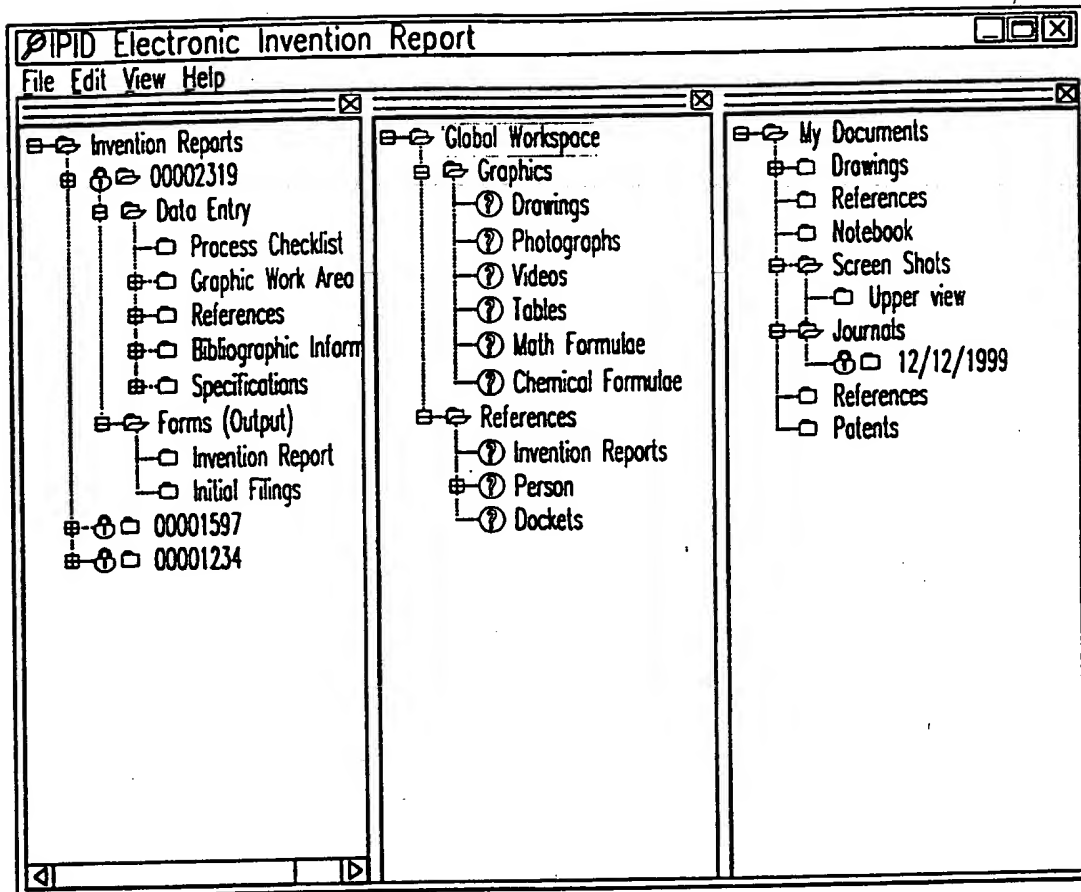 IPID Electronic Invention Report
File Edit View Help
Invention Reports
00002319
Data Entry
Process Checklist
Graphic Work Area
References
Bibliographic Inform
Specifications
Forms (Output)
Invention Report
Initial Filings
00001597
00001234
Global Workspace
Graphics
Drawings
Photographs
Videos
Tables
Math Formulae
Chemical Formulae
References
Invention Reports
Person
Dockets
My Documents
Drawings
References
Notebook
Screen Shots
Upper view
Journals
12/12/1999
References
Patents